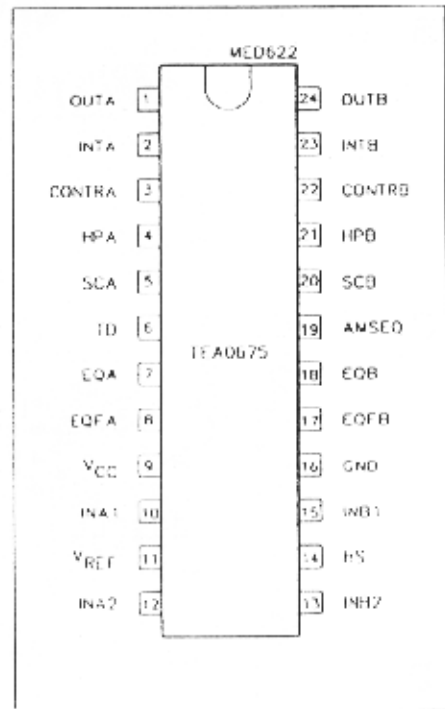 MED622
OUTA 1 24 OUTB
INTA 2 23 INTB
CONTRA 3 22 CONTRB
HPA 4 21 HPB
SCA 5 20 SCB
TD 6 19 AMSEQ
TEA0675
EQA 7 18 EQB
EQFA 8 17 EQFB
VCC 9 16 GND
INA1 10 15 INB1
VREF 11 14 HS
INA2 12 13 INB2